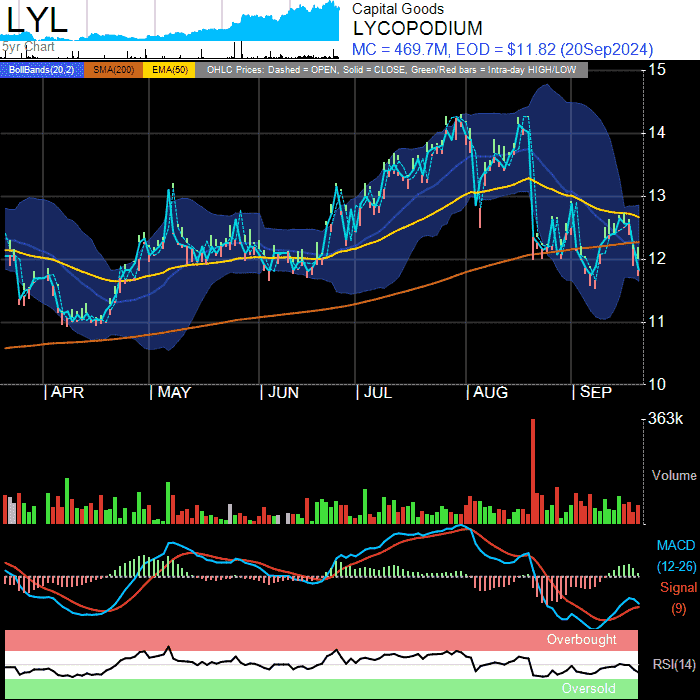 LYL
5yr Chart
Capital Goods
LYCOPODIUM
MC = 469.7M, EOD = $11.82 (20Sep2024)
BollBands(20,2) SMA(200) EMA(50) OHLC Prices: Dashed = OPEN, Solid = CLOSE, Green/Red bars = Intra-day HIGH/LOW
15
14
13
12
11
10
APR MAY JUN JUL AUG SEP
363k
Volume
MACD
(12-26)
Signal
(9)
Overbought
RSI(14)
Oversold